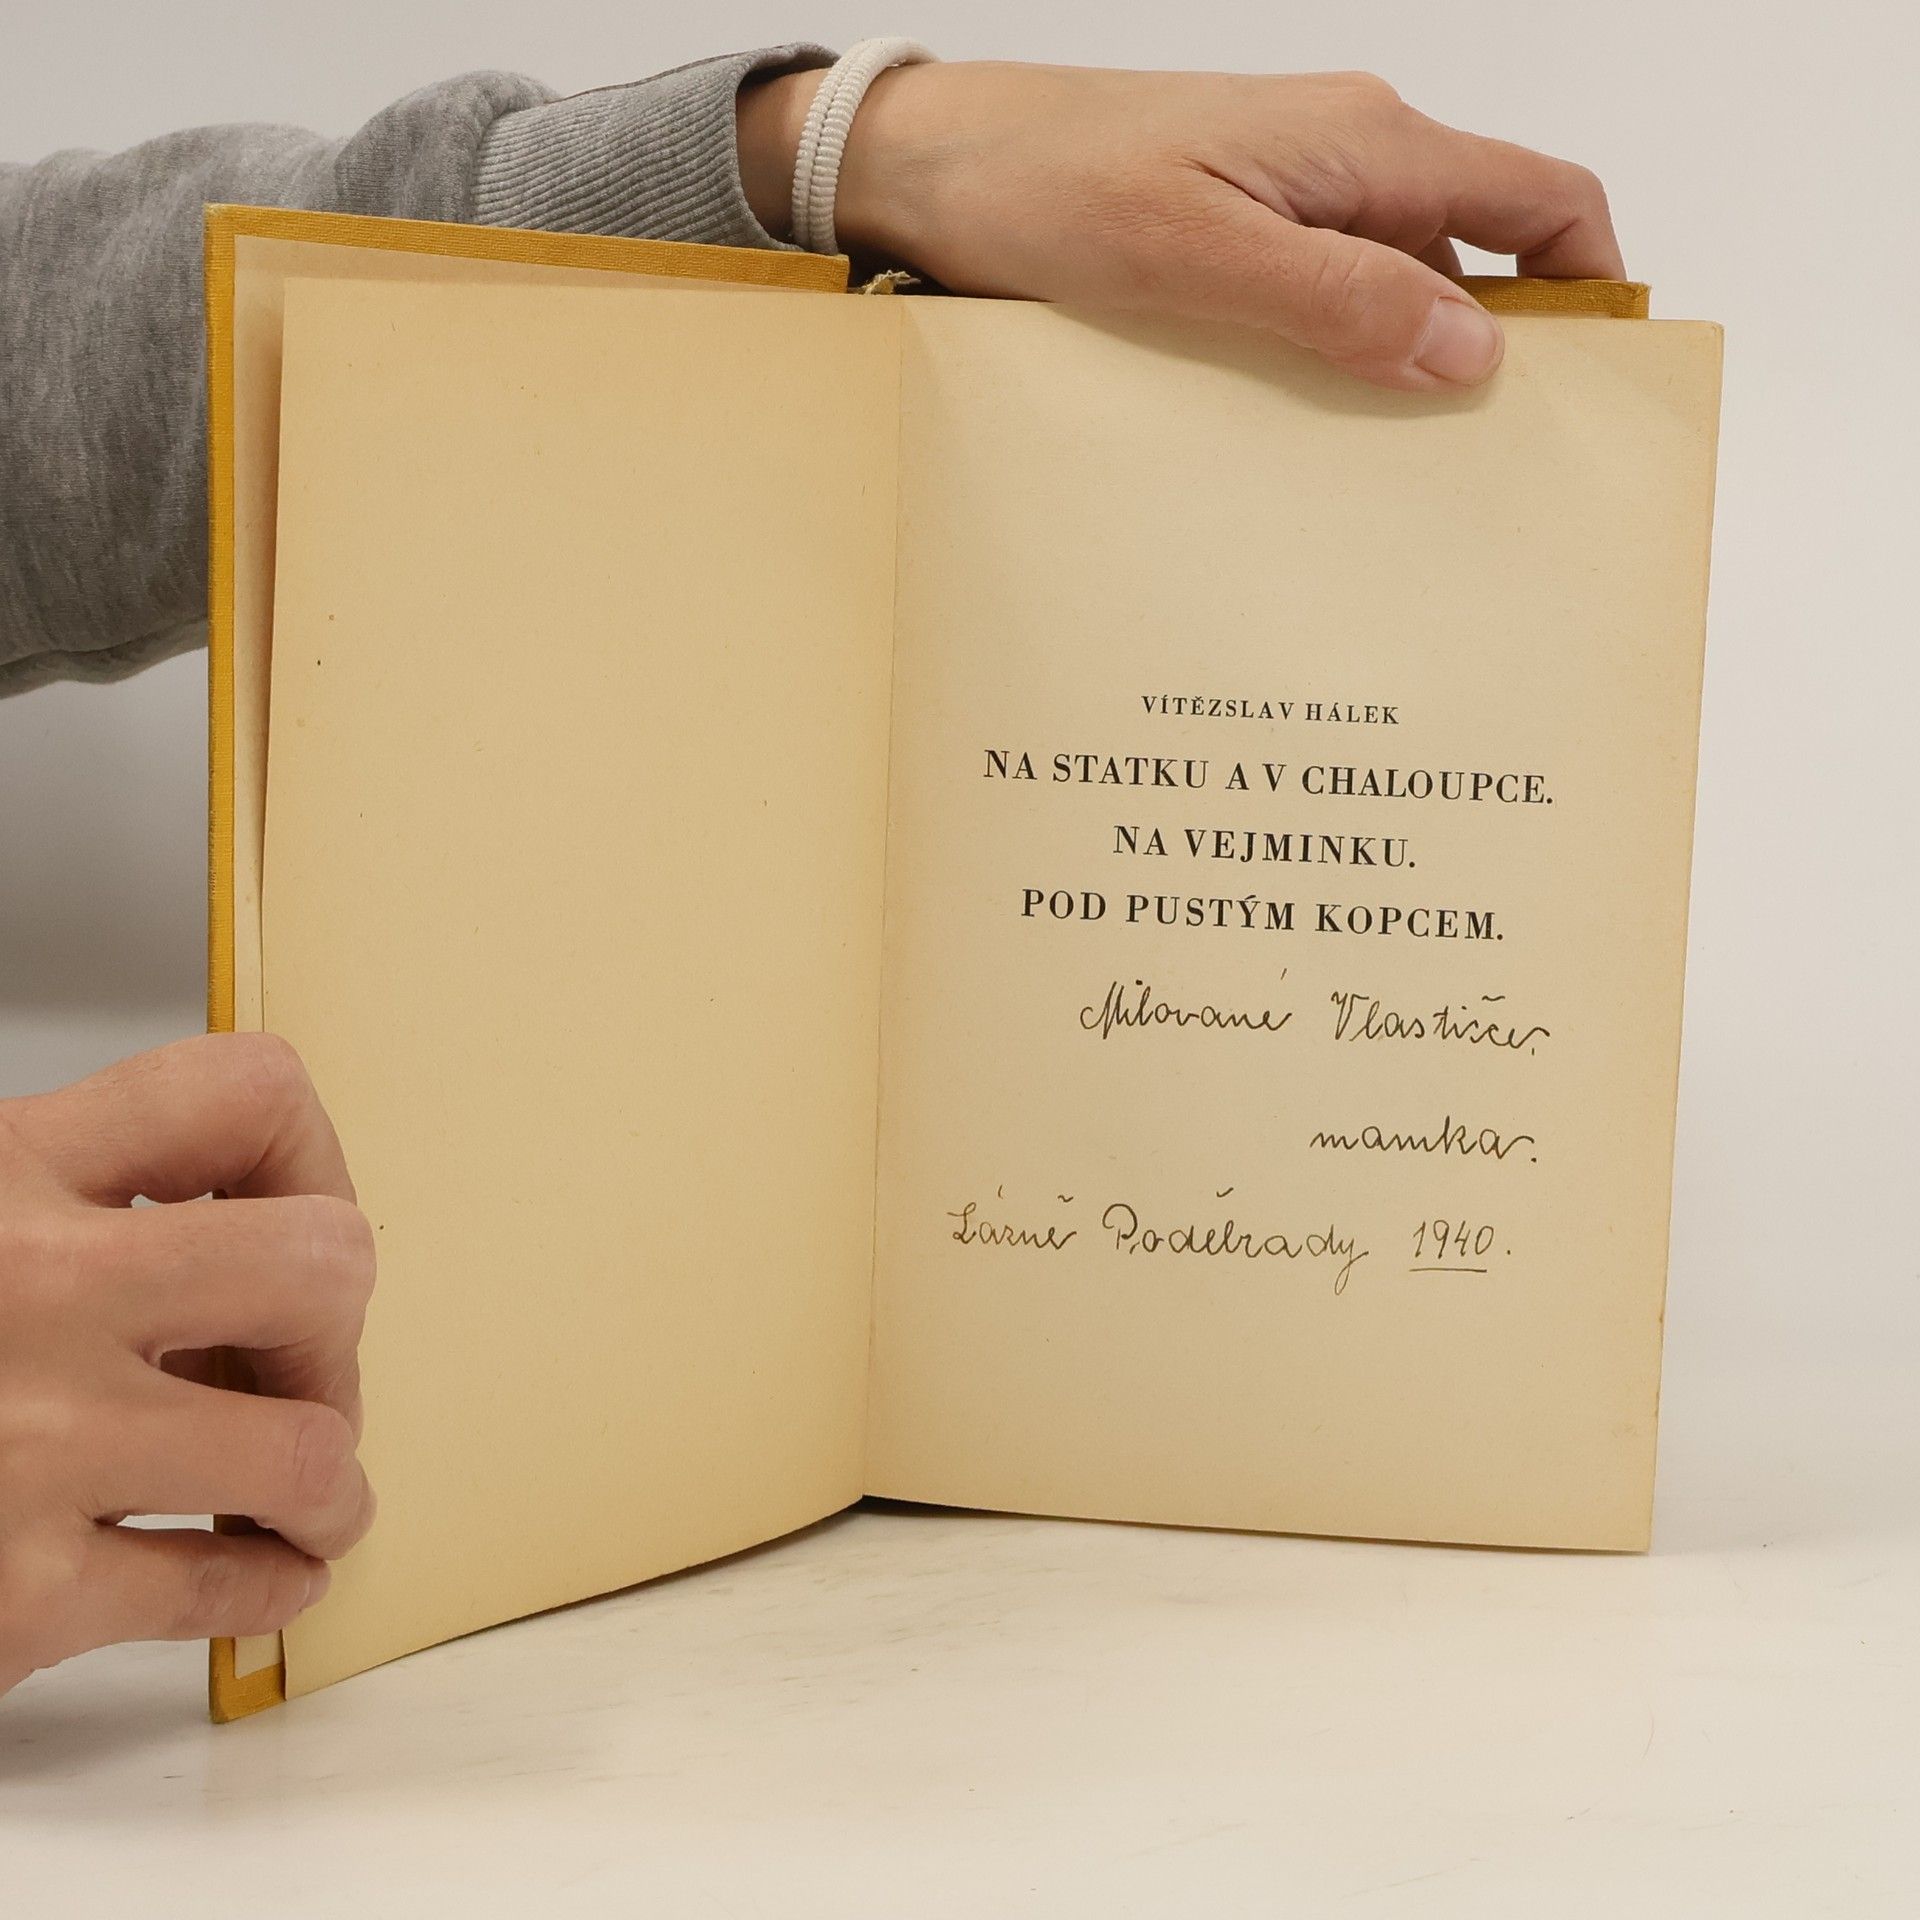 VÍTĚZSLAV HÁLEK
NA STATKU A V CHALOUPCE.
NA VEJMINKU.
POD PUSTÝM KOPCEM.
Milované Vlastičce.
mamka.
Lázně Poděbrady 1940.